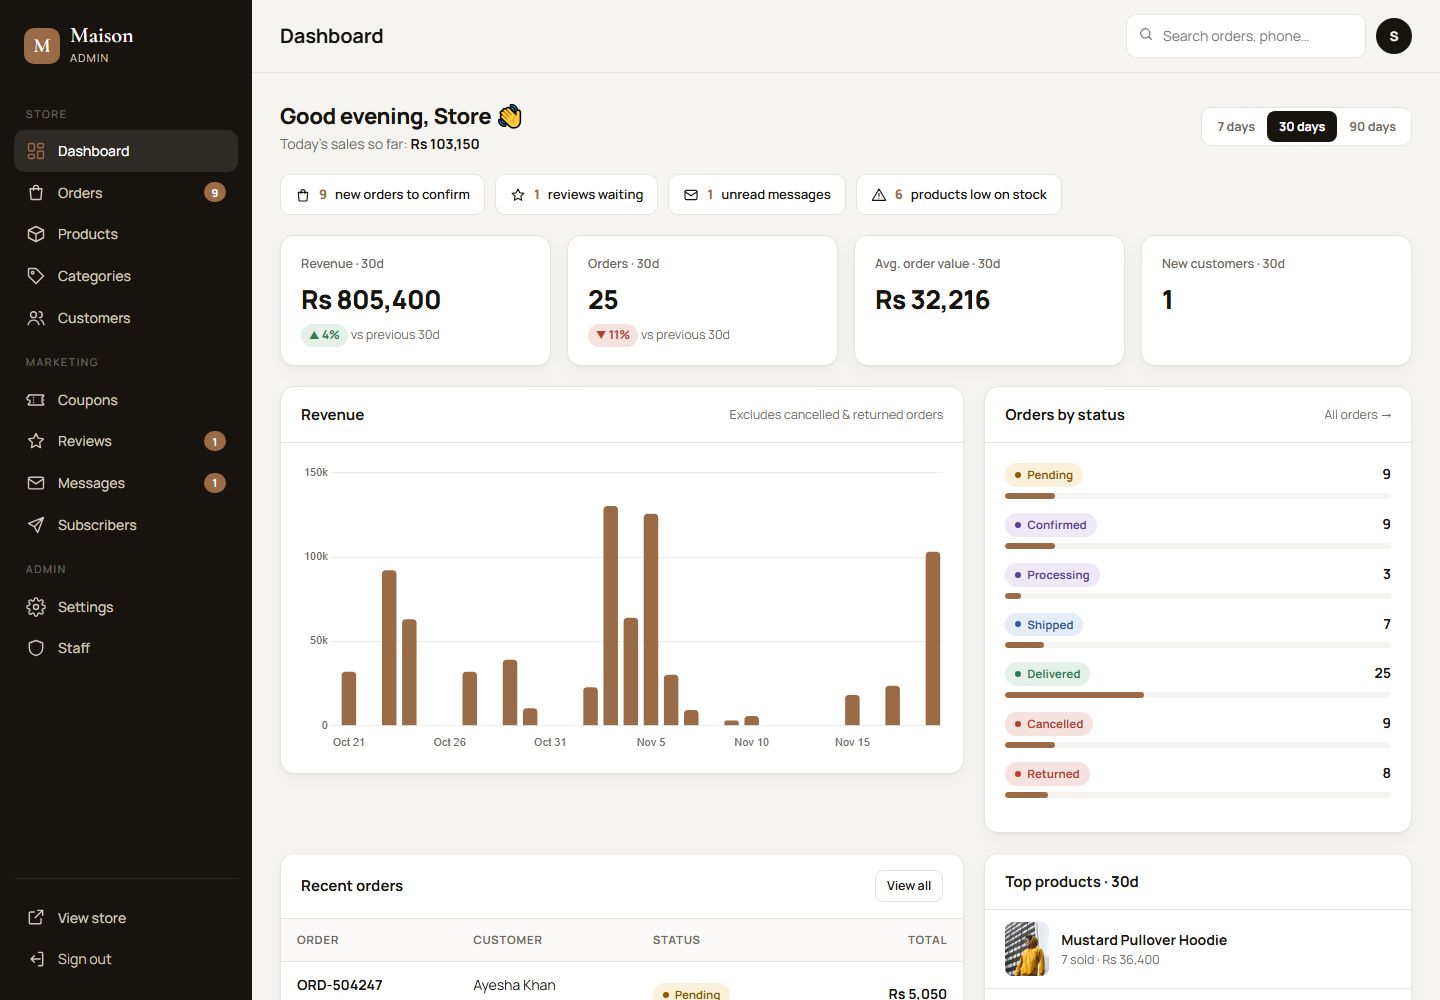 M
Maison
ADMIN
STORE
Dashboard
Orders 9
Products
Categories
Customers
MARKETING
Coupons
Reviews 1
Messages 1
Subscribers
ADMIN
Settings
Staff
View store
Sign out
Dashboard
Search orders, phone...
S
Good evening, Store 👋
Today's sales so far: Rs 103,150
7 days 30 days 90 days
9 new orders to confirm
1 reviews waiting
1 unread messages
6 products low on stock
Revenue · 30d
Rs 805,400
▲ 4% vs previous 30d
Orders · 30d
25
▼ 11% vs previous 30d
Avg. order value · 30d
Rs 32,216
New customers · 30d
1
Revenue
Excludes cancelled & returned orders
150k
100k
50k
0
Oct 21 Oct 26 Oct 31 Nov 5 Nov 10 Nov 15
Orders by status
All orders →
Pending 9
Confirmed 9
Processing 3
Shipped 7
Delivered 25
Cancelled 9
Returned 8
Recent orders
View all
ORDER CUSTOMER STATUS TOTAL
ORD-504247 Ayesha Khan Pending Rs 5,050
Top products · 30d
Mustard Pullover Hoodie
7 sold · Rs 36,400